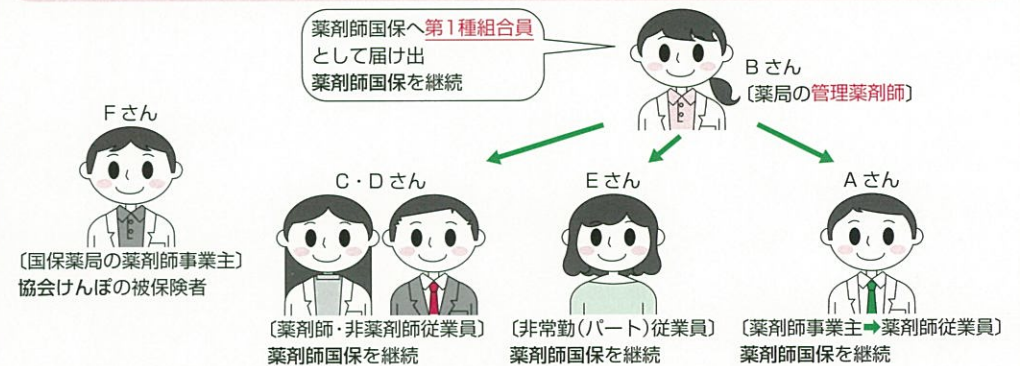 薬剤師国保へ第1種組合員
として届け出
薬剤師国保を継続
Bさん
〔薬局の管理薬剤師〕
Fさん
〔国保薬局の薬剤師事業主〕
協会けんぽの被保険者
C・Dさん
〔薬剤師・非薬剤師従業員〕
薬剤師国保を継続
Eさん
〔非常勤(パート)従業員〕
薬剤師国保を継続
Aさん
〔薬剤師事業主➡薬剤師従業員〕
薬剤師国保を継続